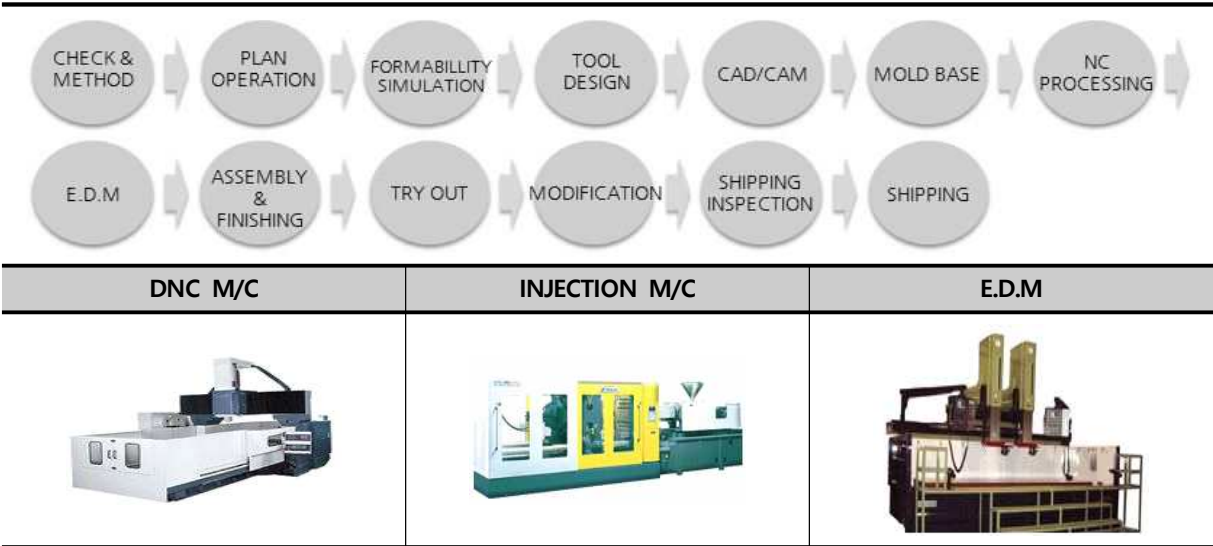 CHECK &
METHOD
PLAN
OPERATION
FORMABILLITY
SIMULATION
TOOL
DESIGN
CAD/CAM
MOLD BASE
NC
PROCESSING
E.D.M
ASSEMBLY
&
FINISHING
TRY OUT
MODIFICATION
SHIPPING
INSPECTION
SHIPPING
DNC M/C
INJECTION M/C
E.D.M